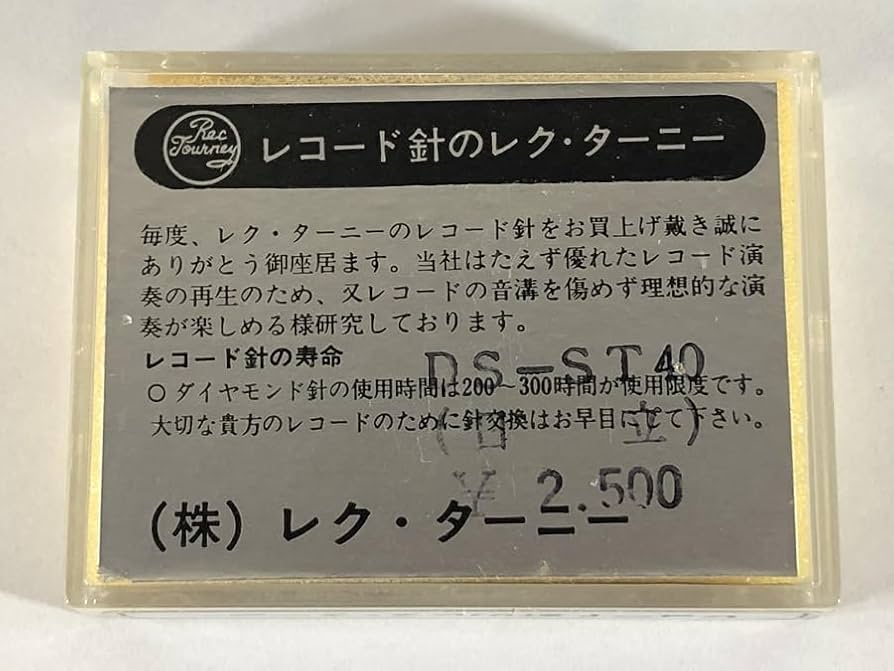 Rec
Tourney
レコード針のレク・ターニー
毎度、レク・ターニーのレコード針をお買上げ戴き誠に
ありがとう御座居ます。当社はたえず優れたレコード演
奏の再生のため、又レコードの音溝を傷めず理想的な演
奏が楽しめる様研究しております。
レコード針の寿命
DS-ST40
○ダイヤモンド針の使用時間は200~300時間が使用限度です。
大切な貴方のレコードのために針交換はお早目にして下さい。
(日立)
¥2.500
(株)レク・ターニー